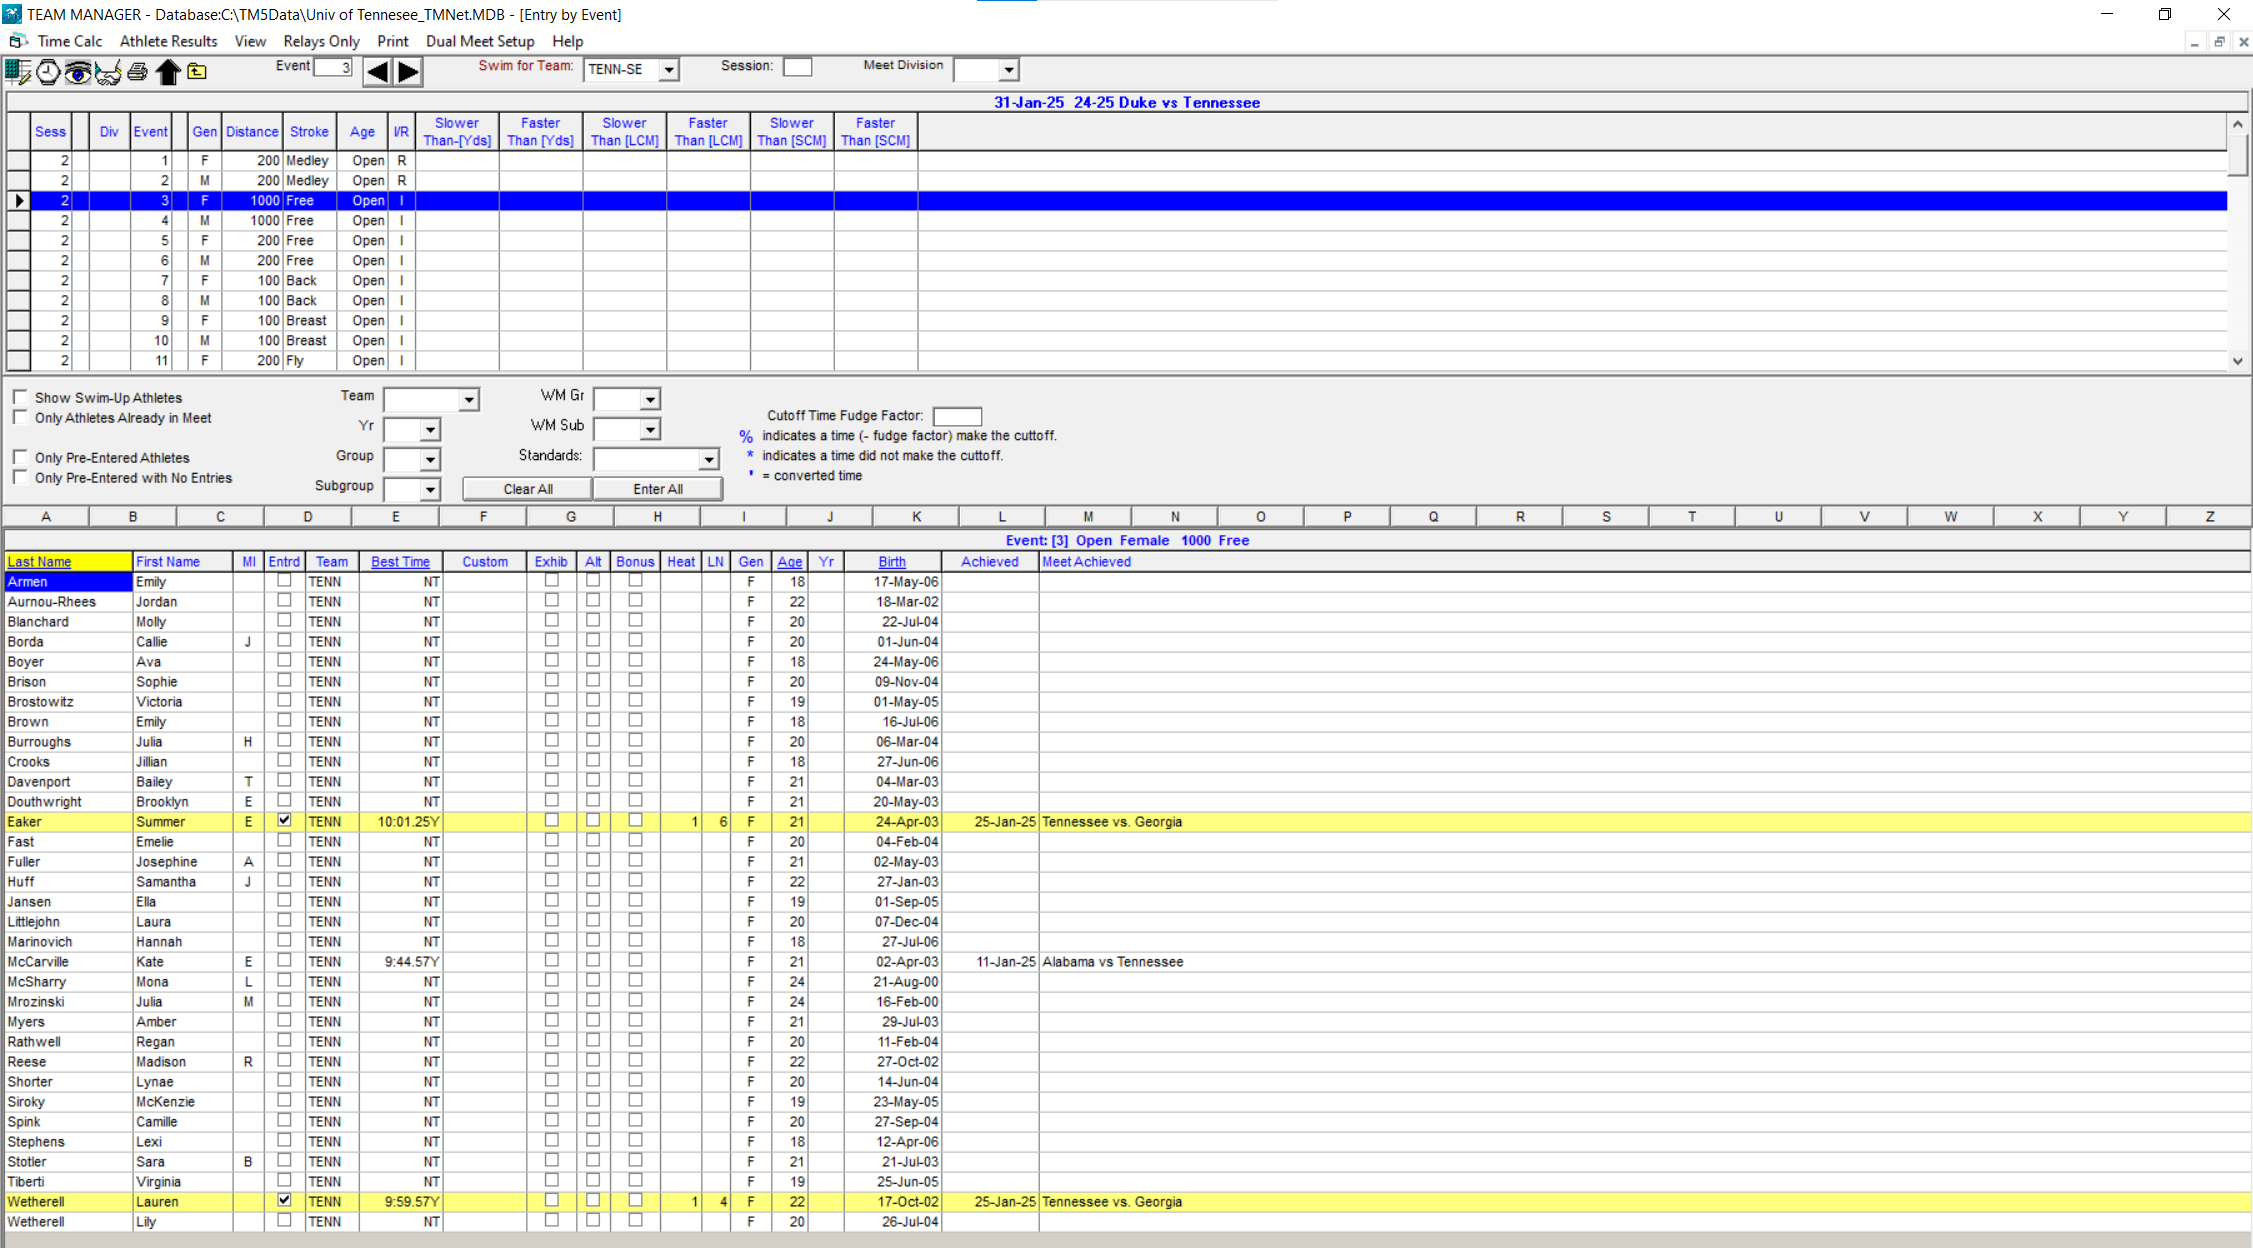 TEAM MANAGER - Database:C:\TM5Data\Univ of Tennesee_TMNet.MDB - [Entry by Event]
Time Calc Athlete Results View Relays Only Print Dual Meet Setup Help
Event 3 Swim for Team: TENN-SE Session: Meet Division
31-Jan-25 24-25 Duke vs Tennessee
Sess Div Event Gen Distance Stroke Age I/R Slower Than-[Yds] Faster Than [Yds] Slower Than [LCM] Faster Than [LCM] Slower Than [SCM] Faster Than [SCM]
2 1 F 200 Medley Open R
2 2 M 200 Medley Open R
2 3 F 1000 Free Open I
2 4 M 1000 Free Open I
2 5 F 200 Free Open I
2 6 M 200 Free Open I
2 7 F 100 Back Open I
2 8 M 100 Back Open I
2 9 F 100 Breast Open I
2 10 M 100 Breast Open I
2 11 F 200 Fly Open I
Show Swim-Up Athletes Team WM Gr
Only Athletes Already in Meet Yr WM Sub Cutoff Time Fudge Factor:
% indicates a time (- fudge factor) make the cuttoff.
Only Pre-Entered Athletes Group Standards: * indicates a time did not make the cuttoff.
Only Pre-Entered with No Entries Subgroup Clear All Enter All ' = converted time
A B C D E F G H I J K L M N O P Q R S T U V W X Y Z
Event: [3] Open Female 1000 Free
Last Name First Name MI Entrd Team Best Time Custom Exhib Alt Bonus Heat LN Gen Age Yr Birth Achieved Meet Achieved
Armen Emily TENN NT F 18 17-May-06
Aurnou-Rhees Jordan TENN NT F 22 18-Mar-02
Blanchard Molly TENN NT F 20 22-Jul-04
Borda Callie J TENN NT F 20 01-Jun-04
Boyer Ava TENN NT F 18 24-May-06
Brison Sophie TENN NT F 20 09-Nov-04
Brostowitz Victoria TENN NT F 19 01-May-05
Brown Emily TENN NT F 18 16-Jul-06
Burroughs Julia H TENN NT F 20 06-Mar-04
Crooks Jillian TENN NT F 18 27-Jun-06
Davenport Bailey T TENN NT F 21 04-Mar-03
Douthwright Brooklyn E TENN NT F 21 20-May-03
Eaker Summer E TENN 10:01.25Y 1 6 F 21 24-Apr-03 25-Jan-25 Tennessee vs. Georgia
Fast Emelie TENN NT F 20 04-Feb-04
Fuller Josephine A TENN NT F 21 02-May-03
Huff Samantha J TENN NT F 22 27-Jan-03
Jansen Ella TENN NT F 19 01-Sep-05
Littlejohn Laura TENN NT F 20 07-Dec-04
Marinovich Hannah TENN NT F 18 27-Jul-06
McCarville Kate E TENN 9:44.57Y F 21 02-Apr-03 11-Jan-25 Alabama vs Tennessee
McSharry Mona L TENN NT F 24 21-Aug-00
Mrozinski Julia M TENN NT F 24 16-Feb-00
Myers Amber TENN NT F 21 29-Jul-03
Rathwell Regan TENN NT F 20 11-Feb-04
Reese Madison R TENN NT F 22 27-Oct-02
Shorter Lynae TENN NT F 20 14-Jun-04
Siroky McKenzie TENN NT F 19 23-May-05
Spink Camille TENN NT F 20 27-Sep-04
Stephens Lexi TENN NT F 18 12-Apr-06
Stotler Sara B TENN NT F 21 21-Jul-03
Tiberti Virginia TENN NT F 19 25-Jun-05
Wetherell Lauren TENN 9:59.57Y 1 4 F 22 17-Oct-02 25-Jan-25 Tennessee vs. Georgia
Wetherell Lily TENN NT F 20 26-Jul-04